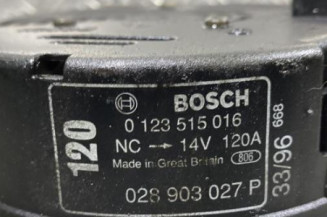 BOSCH
0 123 515 016
NC → 14V 120A
Made in Great Britain 806
028 903 027 P
120
33/96 668